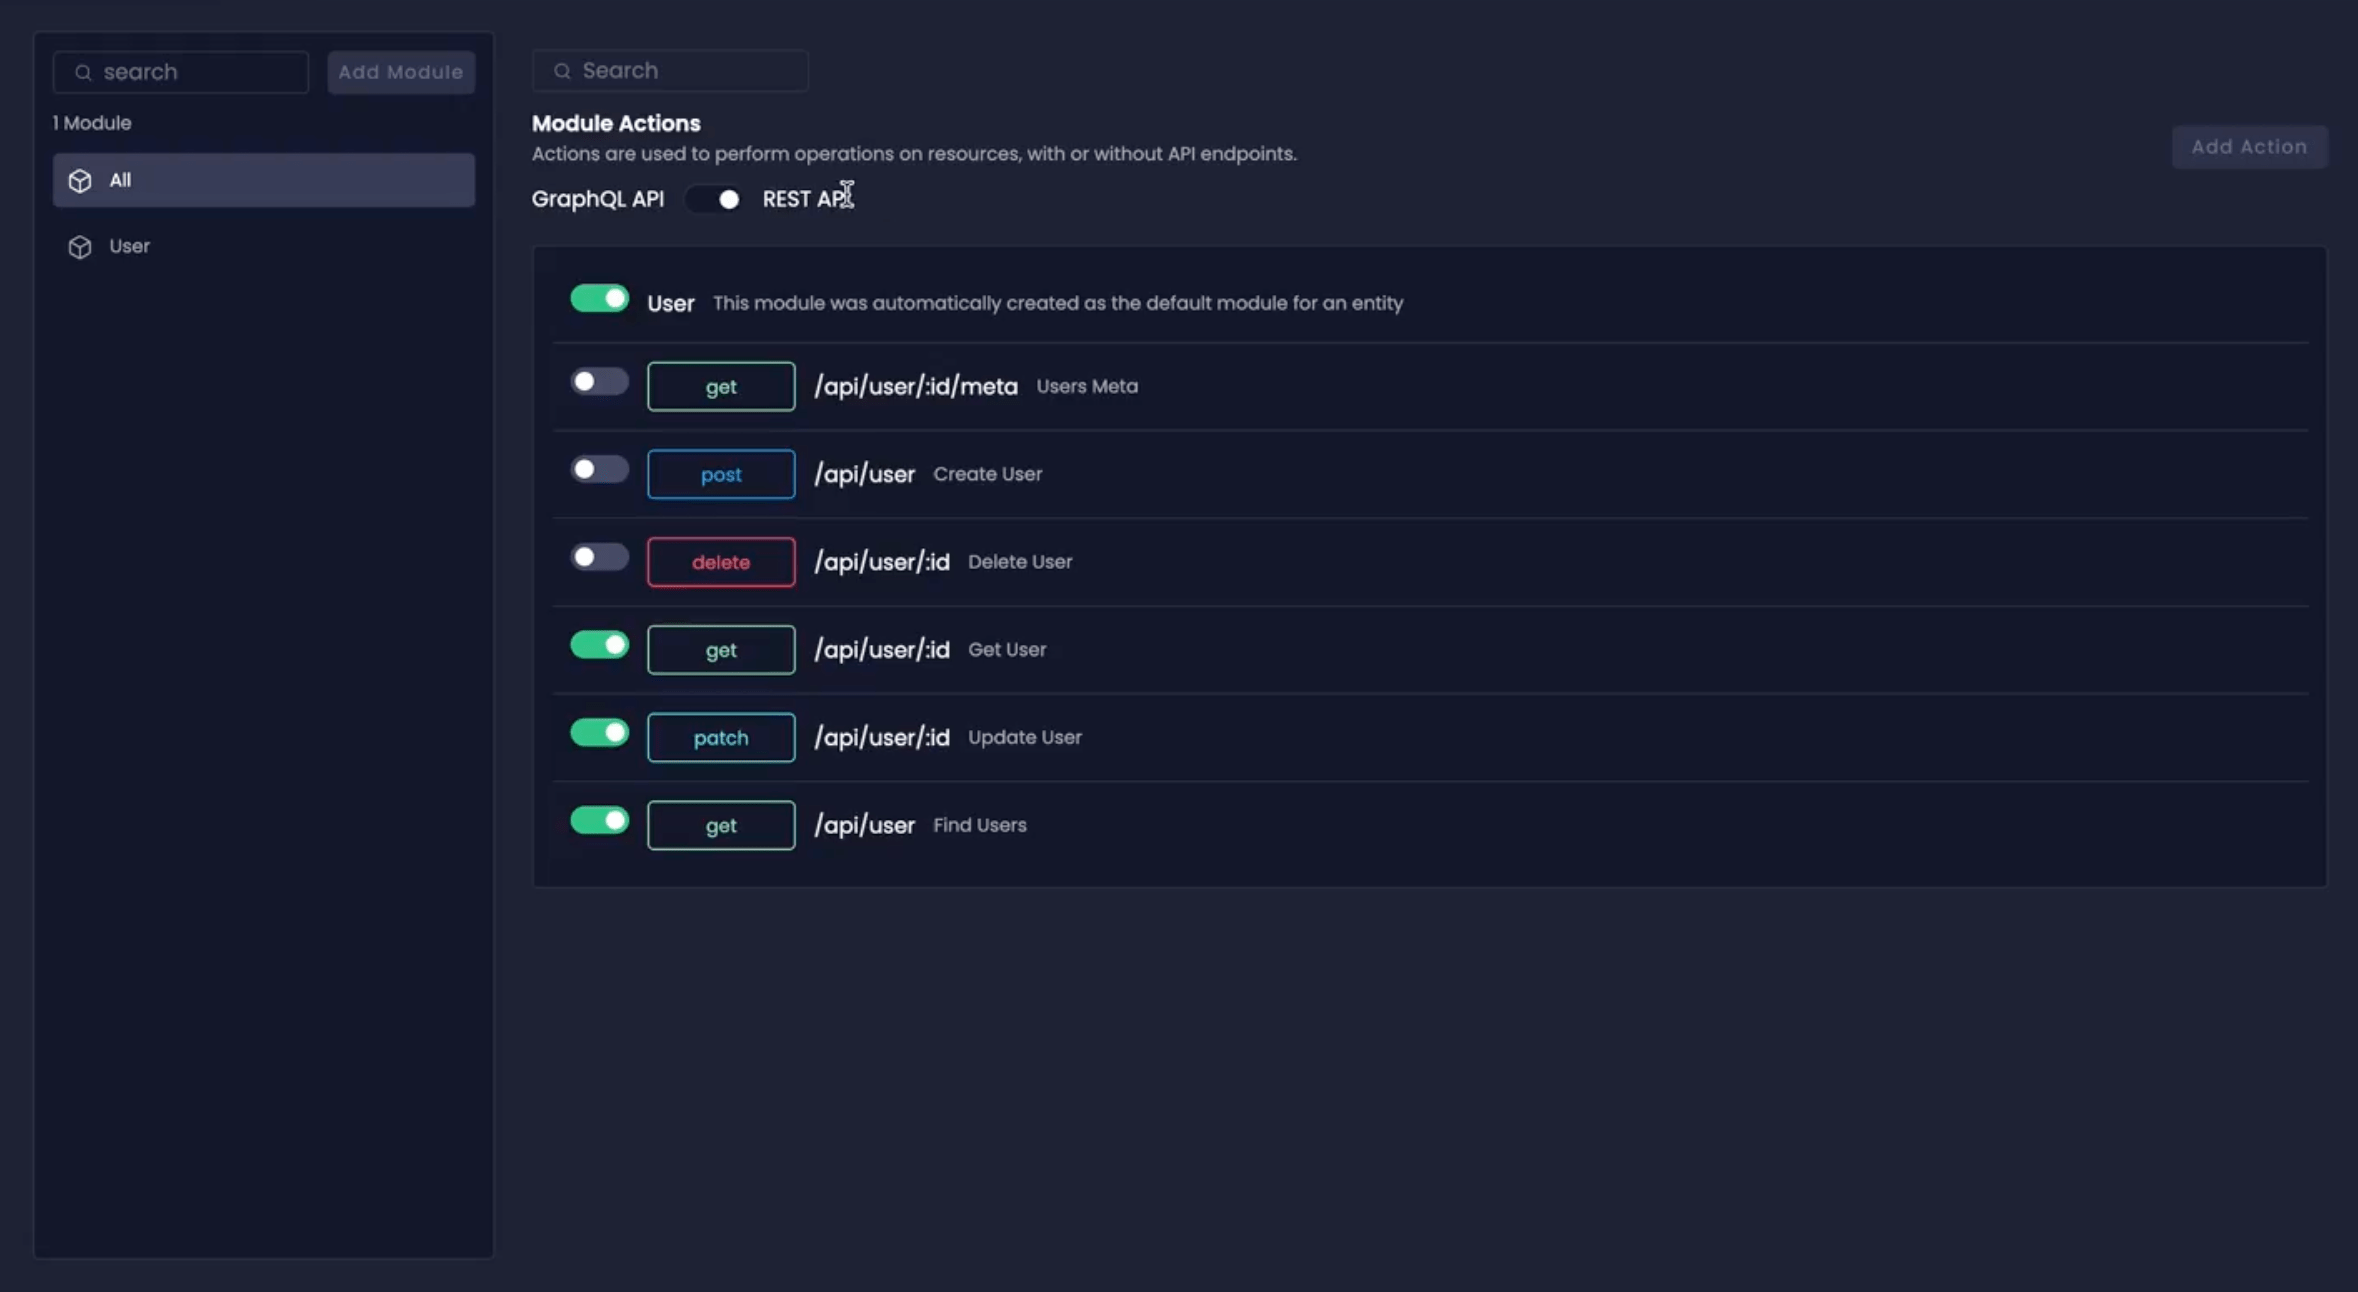 search
Add Module
1 Module
All
User
Search
Module Actions
Actions are used to perform operations on resources, with or without API endpoints.
Add Action
GraphQL API
REST API
User This module was automatically created as the default module for an entity
get /api/user/:id/meta Users Meta
post /api/user Create User
delete /api/user/:id Delete User
get /api/user/:id Get User
patch /api/user/:id Update User
get /api/user Find Users